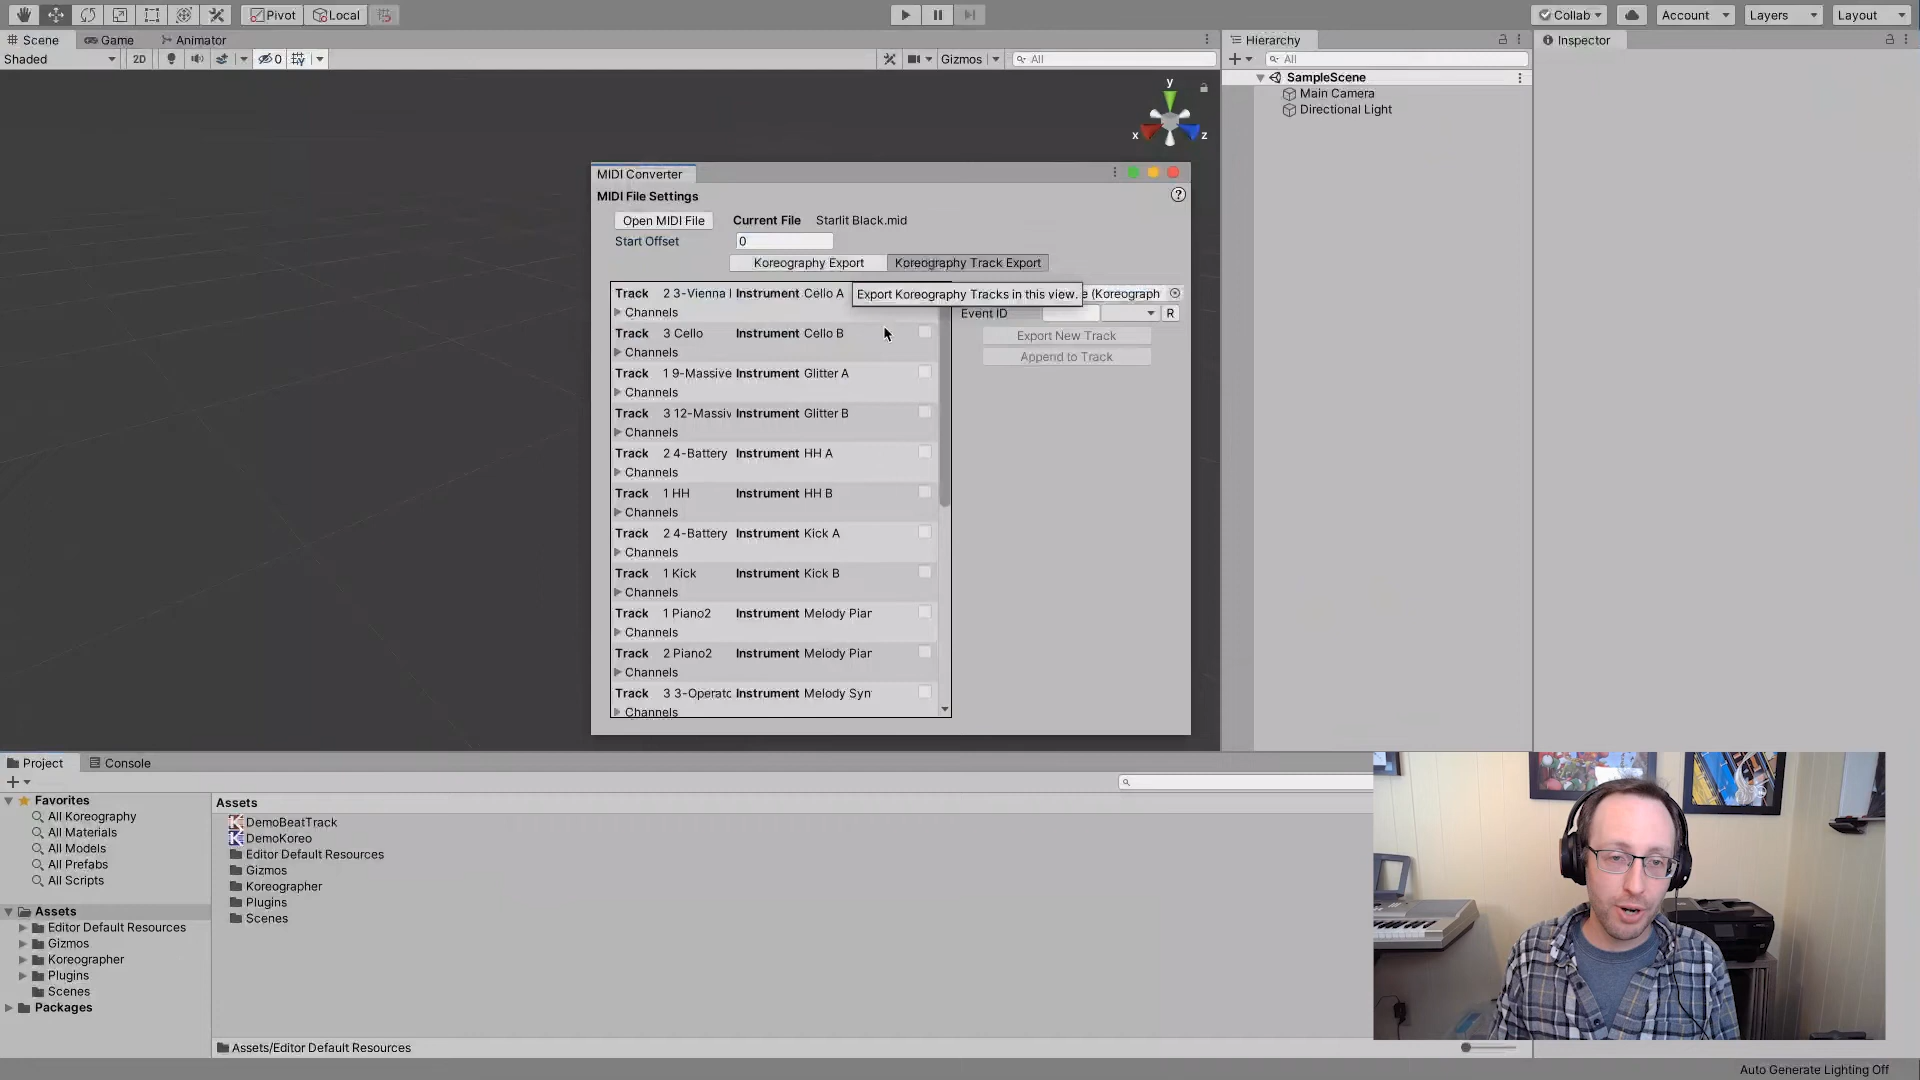 Pivot Local Collab Account Layers Layout
Scene Game Animator Hierarchy Inspector
Shaded 2D 0 Gizmos All All
SampleScene
Main Camera
Directional Light
y
x z
MIDI Converter
MIDI File Settings
Open MIDI File Current File Starlit Black.mid
Start Offset 0
Koreography Export Koreography Track Export
Track 2 3-Vienna Instrument Cello A Export Koreography Tracks in this view. e (Koreograph
Channels Event ID R
Track 3 Cello Instrument Cello B Export New Track
Channels Append to Track
Track 1 9-Massive Instrument Glitter A
Channels
Track 3 12-Massiv Instrument Glitter B
Channels
Track 2 4-Battery Instrument HH A
Channels
Track 1 HH Instrument HH B
Channels
Track 2 4-Battery Instrument Kick A
Channels
Track 1 Kick Instrument Kick B
Channels
Track 1 Piano2 Instrument Melody Piar
Channels
Track 2 Piano2 Instrument Melody Piar
Channels
Track 3 3-Operato Instrument Melody Syn
Channels
Project Console
Favorites
All Koreography
All Materials
All Models
All Prefabs
All Scripts
Assets
Editor Default Resources
Gizmos
Koreographer
Plugins
Scenes
Packages
Assets
DemoBeatTrack
DemoKoreo
Editor Default Resources
Gizmos
Koreographer
Plugins
Scenes
Assets/Editor Default Resources
Auto Generate Lighting Off